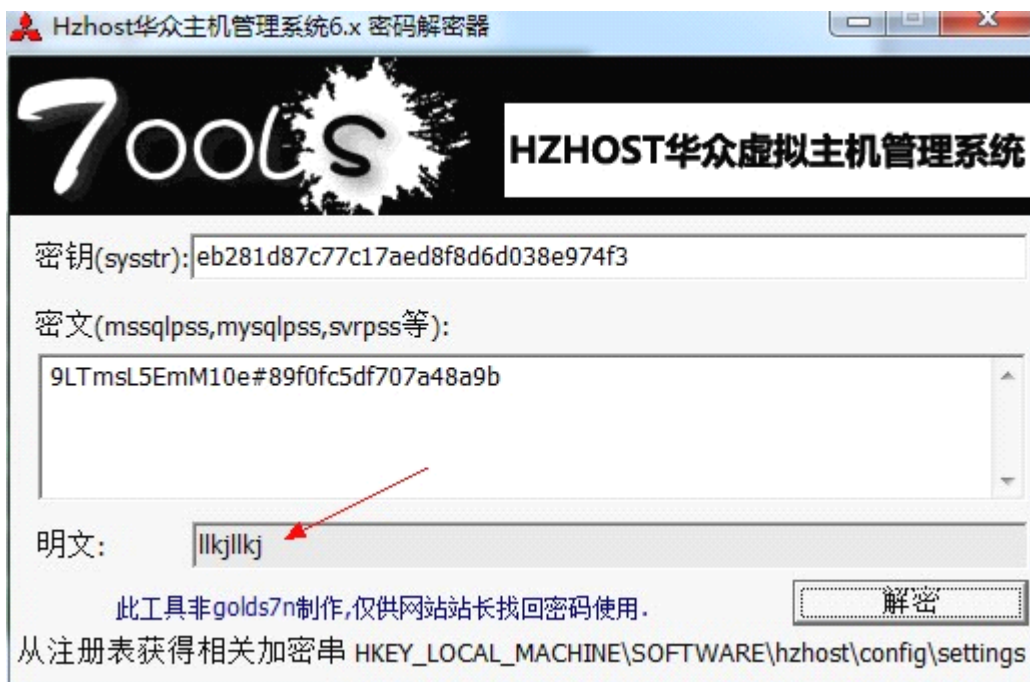 Hzhost华众主机管理系统6.x 密码解密器
7ools
HZHOST华众虚拟主机管理系统
密钥(sysstr): eb281d87c77c17aed8f8d6d038e974f3
密文(mssqlpss,mysqlpss,svrpss等):
9LTmsL5EmM10e#89f0fc5df707a48a9b
明文: llkjllkj
此工具非golds7n制作,仅供网站站长找回密码使用.
解密
从注册表获得相关加密串 HKEY_LOCAL_MACHINE\SOFTWARE\hzhost\config\settings